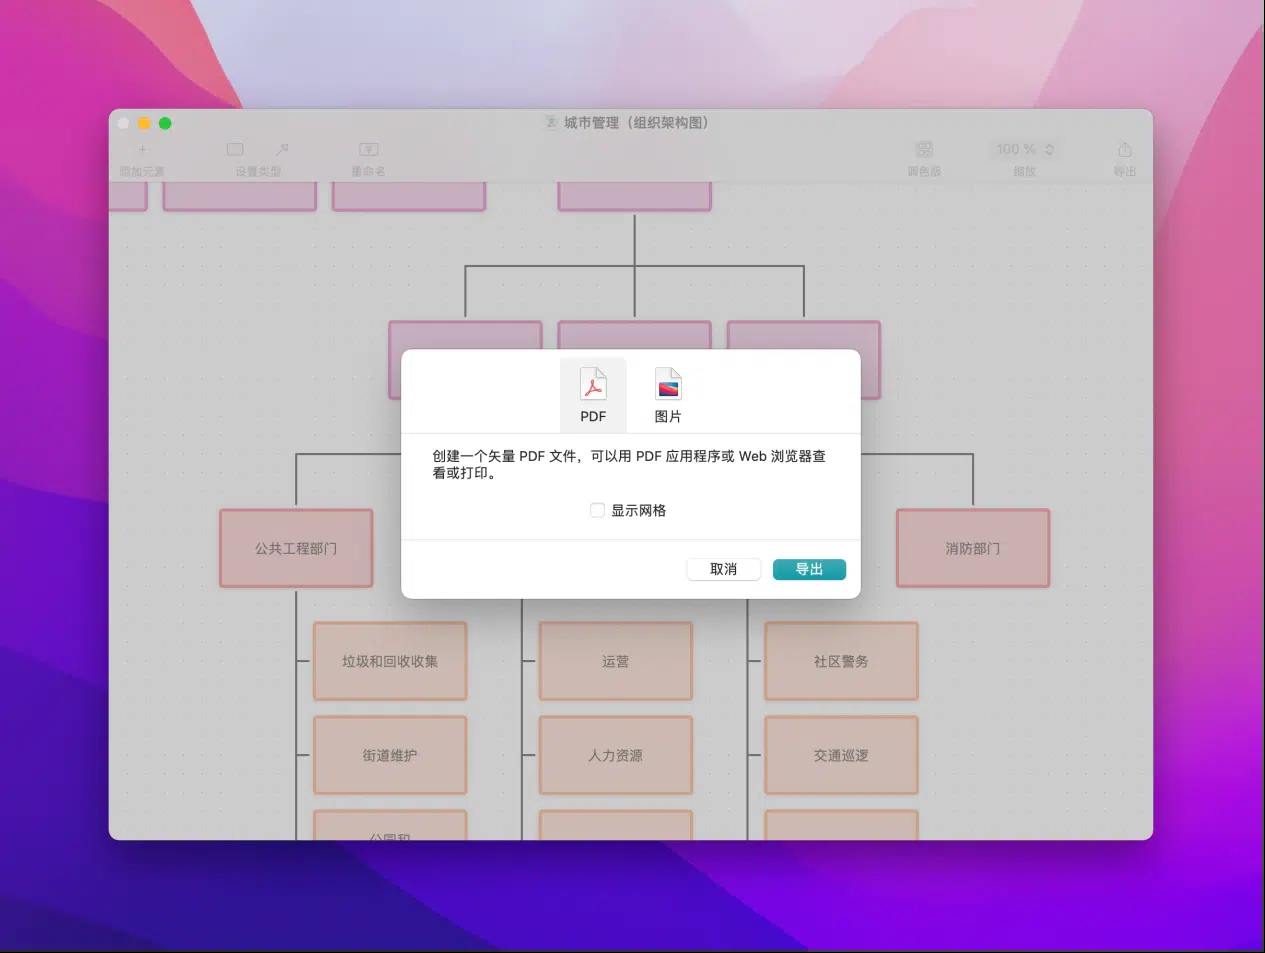 城市管理（组织架构图）
添加元素
设置类型
重命名
调色版
100 %
缩放
导出
PDF
图片
创建一个矢量 PDF 文件，可以用 PDF 应用程序或 Web 浏览器查
看或打印。
显示网格
取消
导出
公共工程部门
消防部门
垃圾和回收收集
运营
社区警务
街道维护
人力资源
交通巡逻
公园和